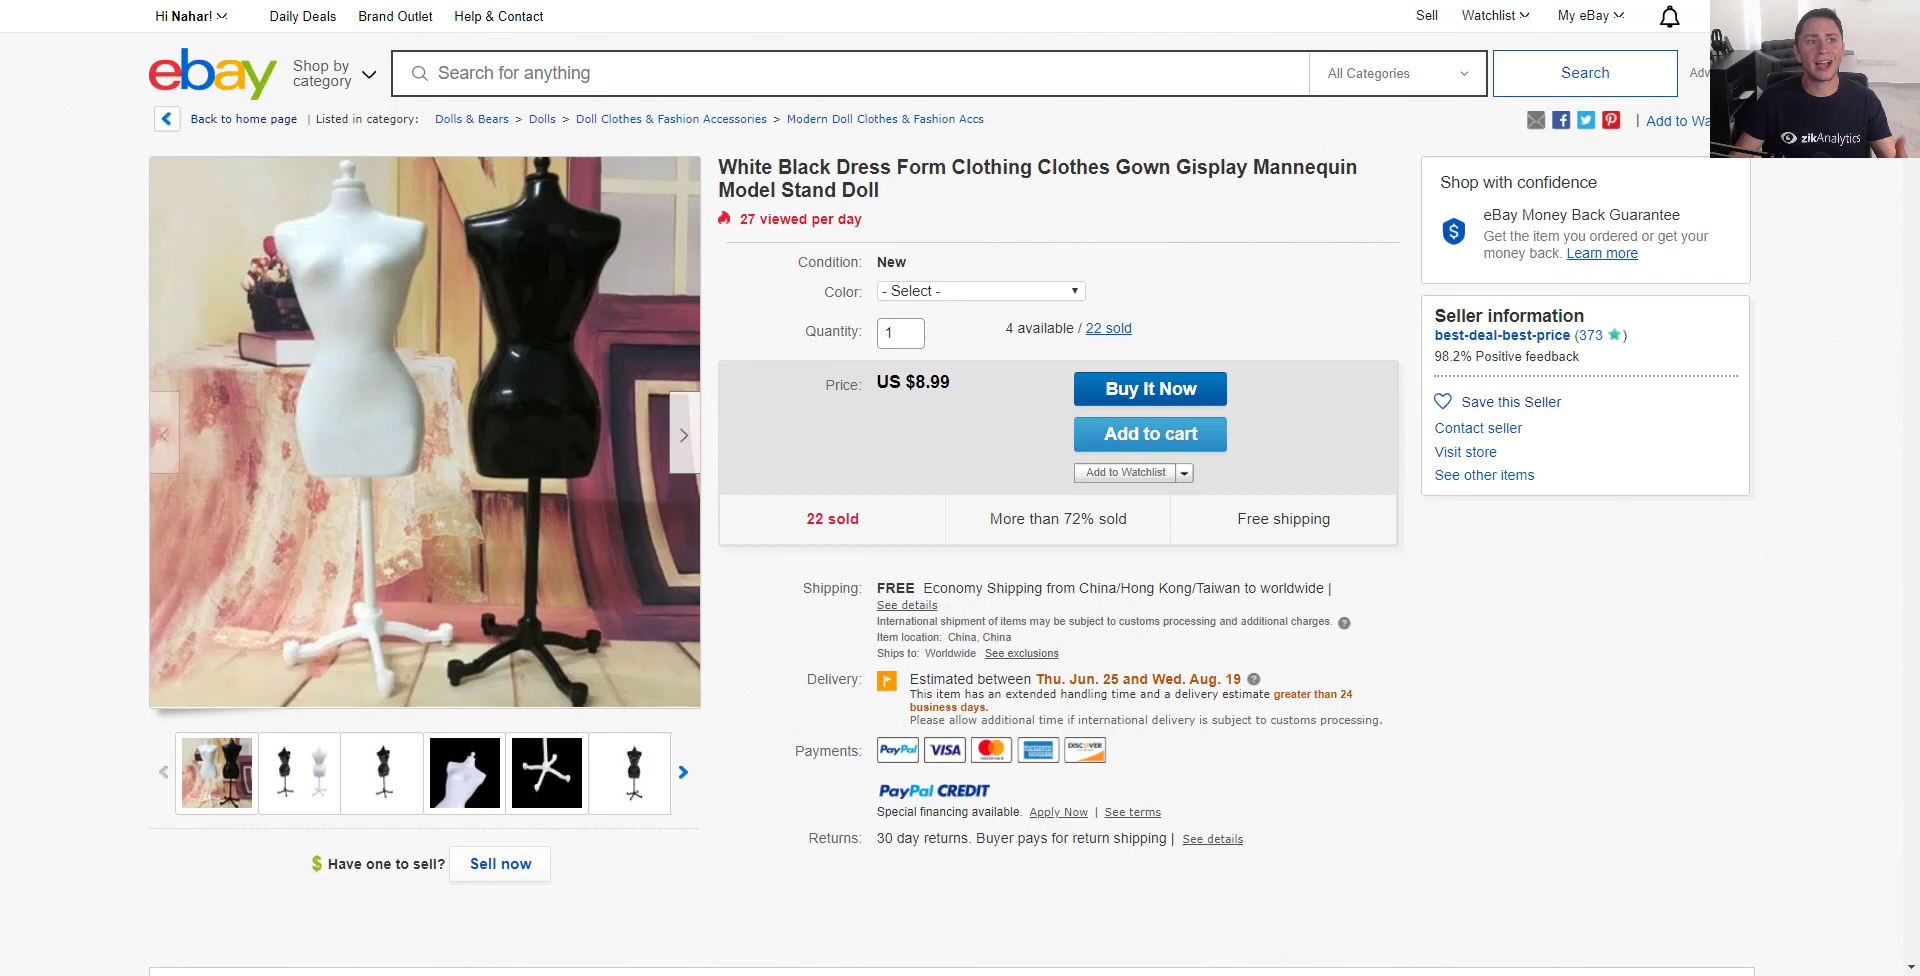 Hi Nahar!
Daily Deals
Brand Outlet
Help & Contact
Sell
Watchlist
My eBay
ebay
Shop by
category
Search for anything
All Categories
Search
zikAnalytics
Back to home page | Listed in category: Dolls & Bears > Dolls > Doll Clothes & Fashion Accessories > Modern Doll Clothes & Fashion Accs
| Add to
White Black Dress Form Clothing Clothes Gown Gisplay Mannequin
Model Stand Doll
27 viewed per day
Condition: New
Color: - Select -
Quantity: 1
4 available / 22 sold
Price: US $8.99
Buy It Now
Add to cart
Add to Watchlist
22 sold
More than 72% sold
Free shipping
Shipping: FREE Economy Shipping from China/Hong Kong/Taiwan to worldwide |
See details
International shipment of items may be subject to customs processing and additional charges.
Item location: China, China
Ships to: Worldwide See exclusions
Delivery: Estimated between Thu. Jun. 25 and Wed. Aug. 19
This item has an extended handling time and a delivery estimate greater than 24
business days.
Please allow additional time if international delivery is subject to customs processing.
Payments: PayPal VISA MasterCard AMERICAN EXPRESS DISCOVER
PayPal CREDIT
Special financing available. Apply Now | See terms
Returns: 30 day returns. Buyer pays for return shipping | See details
Shop with confidence
eBay Money Back Guarantee
Get the item you ordered or get your
money back. Learn more
Seller information
best-deal-best-price (373)
98.2% Positive feedback
Save this Seller
Contact seller
Visit store
See other items
$ Have one to sell? Sell now